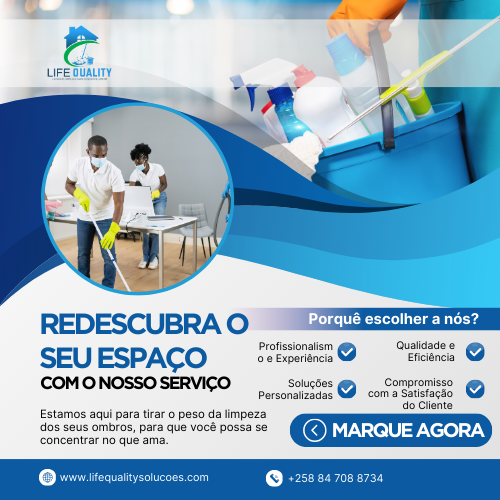 LIFE QUALITY
REDESCUBRA O
SEU ESPAÇO
COM O NOSSO SERVIÇO
Estamos aqui para tirar o peso da limpeza
dos seus ombros, para que você possa se
concentrar no que ama.
Porquê escolher a nós?
Profissionalism
o e Experiência
Qualidade e
Eficiência
Soluções
Personalizadas
Compromisso
com a Satisfação
do Cliente
MARQUE AGORA
www.lifequalitysolucoes.com
+258 84 708 8734